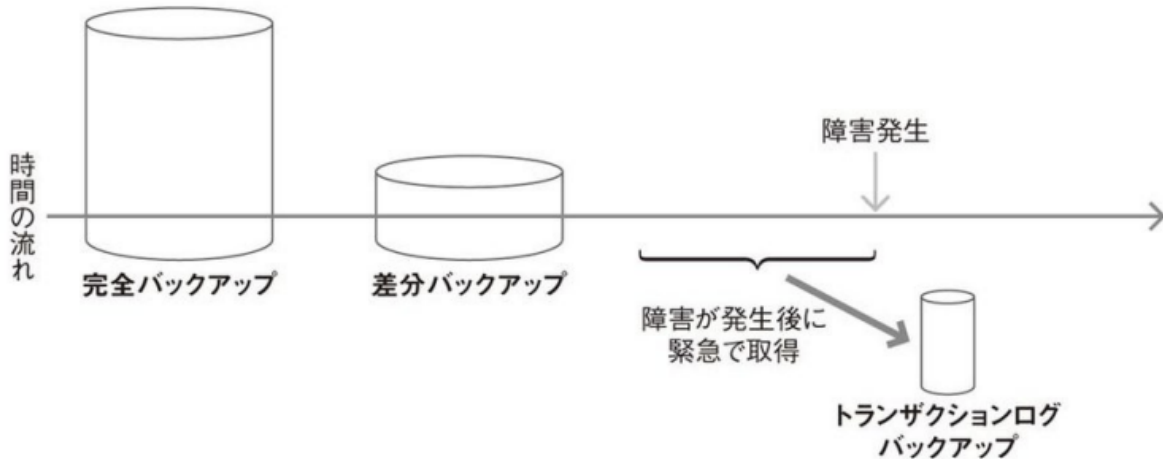 時間の流れ
完全バックアップ
差分バックアップ
障害発生
障害が発生後に
緊急で取得
トランザクションログ
バックアップ